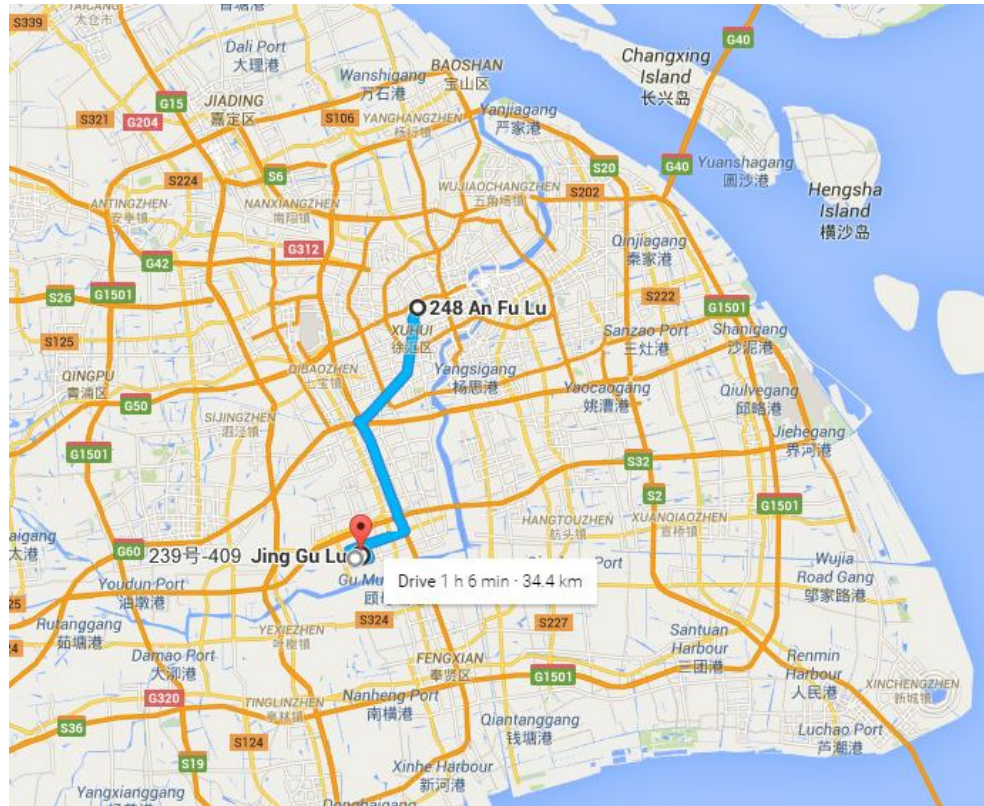 S339
TAICANG
太仓市
Dali Port
大理港
G15
JIADING
嘉定区
S321
G204
S106
Wanshigang
万石港
BAOSHAN
宝山区
YANGHANGZHEN
杨行镇
Yanjiagang
严家港
Changxing
Island
长兴岛
G40
S20
G40
Yuanshagang
圆沙港
S6
S224
NANXIANGZHEN
南翔镇
WUJIAOCHANGZHEN
五角场镇
S202
Hengsha
Island
横沙岛
ANTINGZHEN
安亭镇
G312
G42
Qinjiagang
秦家港
S26
G1501
S222
G1501
248 An Fu Lu
XUHUI
徐汇区
S125
Sanzao Port
三灶港
Shanigang
沙泥港
QINGPU
青浦区
QIBAOZHEN
七宝镇
Yangsigang
杨思港
Yaocaogang
姚漕港
Qiulvegang
邱略港
G50
SIJINGZHEN
泗泾镇
Jiehegang
界河港
G1501
S32
S2
G1501
HANGTOUZHEN
航头镇
XUANQIAOZHEN
宣桥镇
G60
239号-409 Jing Gu Lu
Drive 1 h 6 min · 34.4 km
Youdun Port
油墩港
Gu Mu
Wujia
Road Gang
邬家路港
Rutanggang
茹塘港
YEXIEZHEN
叶榭镇
S324
S227
Santuan
Harbour
三团港
Damao Port
大泖港
FENGXIAN
奉贤区
G1501
Renmin
Harbour
人民港
XINCHENGZHEN
新城镇
G320
TINGLINZHEN
亭林镇
Nanheng Port
南横港
S36
S124
Qiantanggang
钱塘港
Luchao Port
芦潮港
S19
Xinhe Harbour
新河港
Yangxianggang